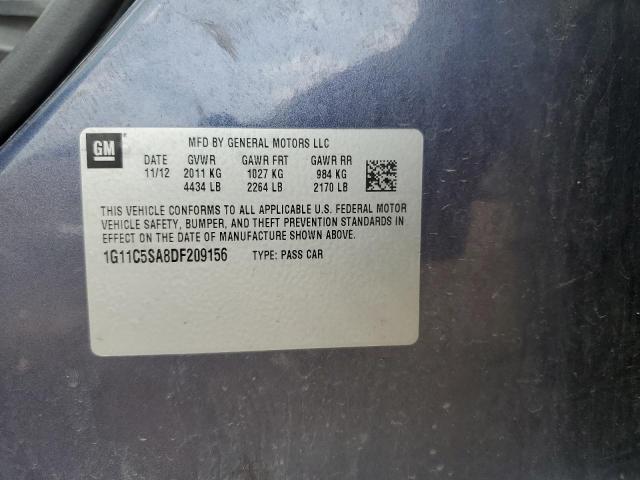 GM
MFD BY GENERAL MOTORS LLC
DATE GVWR GAWR FRT GAWR RR
11/12 2011 KG 1027 KG 984 KG
4434 LB 2264 LB 2170 LB
THIS VEHICLE CONFORMS TO ALL APPLICABLE U.S. FEDERAL MOTOR
VEHICLE SAFETY, BUMPER, AND THEFT PREVENTION STANDARDS
IN EFFECT ON THE DATE OF MANUFACTURE SHOWN ABOVE.
1G11C5SA8DF209156 TYPE: PASS CAR